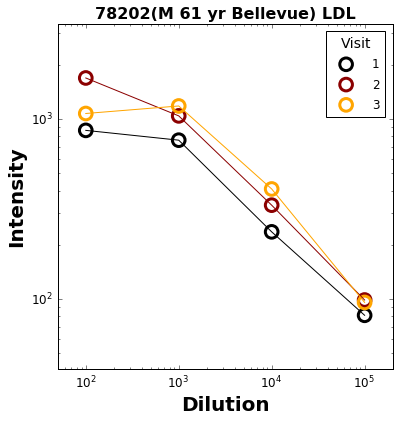 78202(M 61 yr Bellevue) LDL
Visit
1
2
3
Intensity
10³
10²
10² 10³ 10⁴ 10⁵
Dilution